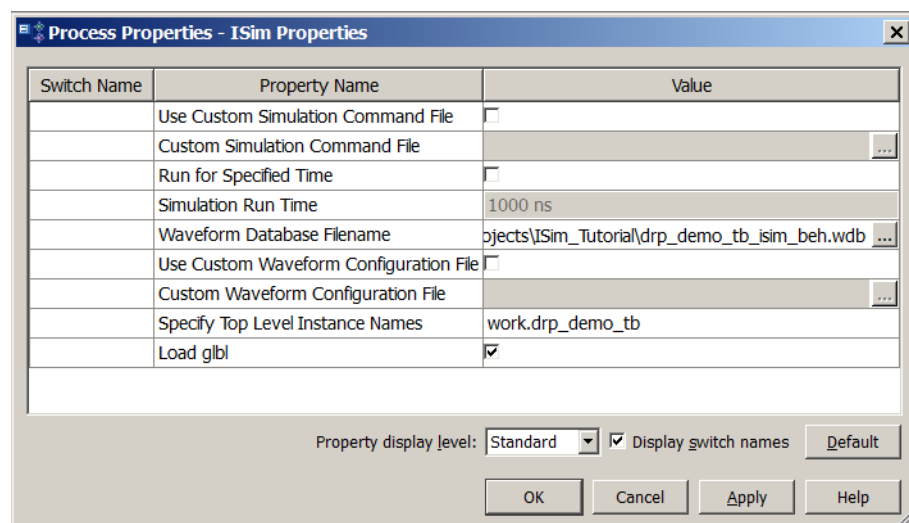 Process Properties - ISim Properties
Switch Name Property Name Value
Use Custom Simulation Command File
Custom Simulation Command File ...
Run for Specified Time
Simulation Run Time 1000 ns
Waveform Database Filename ojects\ISim_Tutorial\drp_demo_tb_isim_beh.wdb ...
Use Custom Waveform Configuration File
Custom Waveform Configuration File ...
Specify Top Level Instance Names work.drp_demo_tb
Load glbl
Property display level: Standard Display switch names Default
OK Cancel Apply Help